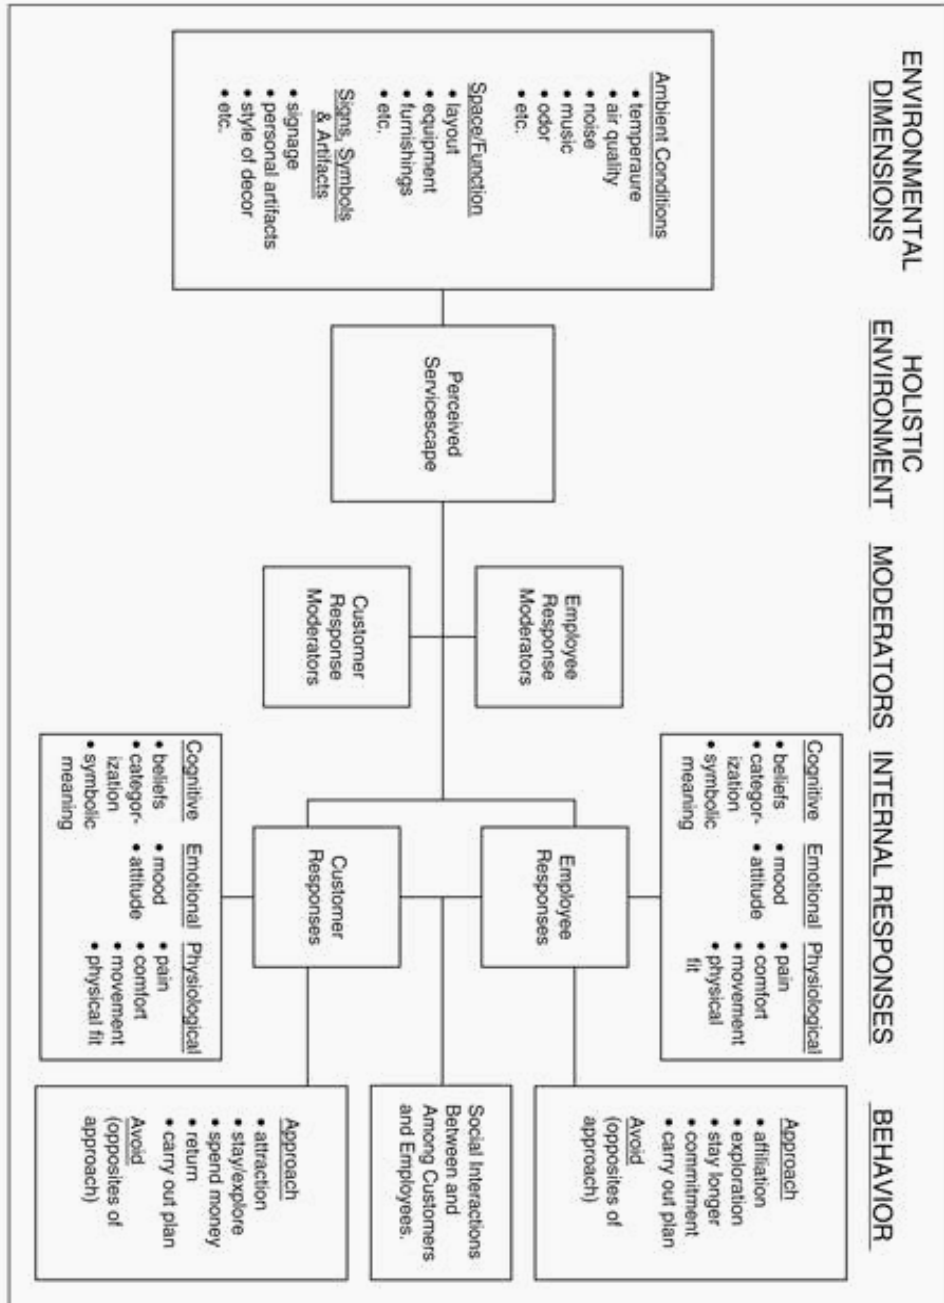 ENVIRONMENTAL
DIMENSIONS
HOLISTIC
ENVIRONMENT
MODERATORS
INTERNAL RESPONSES
BEHAVIOR
Ambient Conditions
• temperaure
• air quality
• noise
• music
• odor
• etc.
Space/Function
• layout
• equipment
• furnishings
• etc.
Signs, Symbols
& Artifacts
• signage
• personal artifacts
• style of decor
• etc.
Perceived
Servicescape
Employee
Response
Moderators
Customer
Response
Moderators
Cognitive
• beliefs
• categor-
ization
• symbolic
meaning
Emotional
• mood
• attitude
Physiological
• pain
• comfort
• movement
• physical
fit
Employee
Responses
Customer
Responses
Cognitive
• beliefs
• categor-
ization
• symbolic
meaning
Emotional
• mood
• attitude
Physiological
• pain
• comfort
• movement
• physical fit
Approach
• affiliation
• exploration
• stay longer
• commitment
• carry out plan
Avoid
(opposites of
approach)
Social Interactions
Between and
Among Customers
and Employees.
Approach
• attraction
• stay/explore
• spend money
• return
• carry out plan
Avoid
(opposites of
approach)